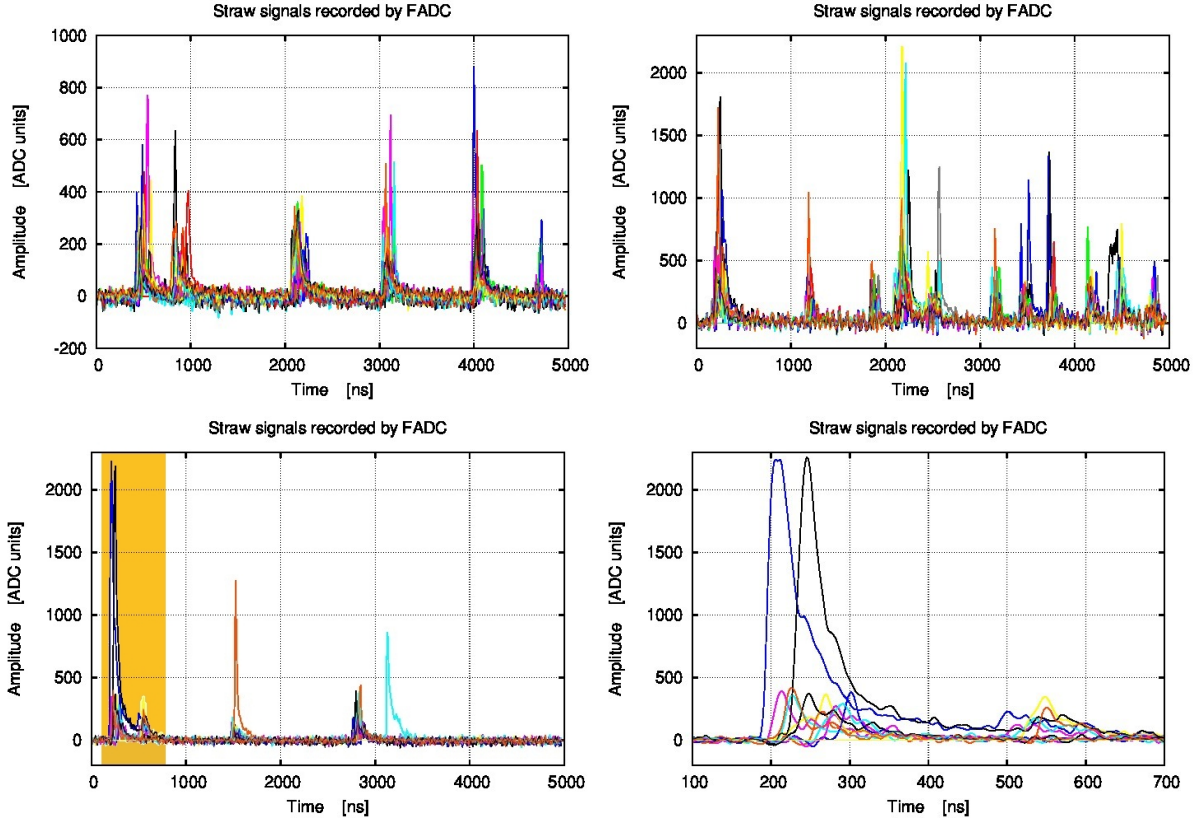 Straw signals recorded by FADC
Amplitude [ADC units]
1000
800
600
400
200
0
-200
0 1000 2000 3000 4000 5000
Time [ns]
Straw signals recorded by FADC
Amplitude [ADC units]
2000
1500
1000
500
0
0 1000 2000 3000 4000 5000
Time [ns]
Straw signals recorded by FADC
Amplitude [ADC units]
2000
1500
1000
500
0
0 1000 2000 3000 4000 5000
Time [ns]
Straw signals recorded by FADC
Amplitude [ADC units]
2000
1500
1000
500
0
100 200 300 400 500 600 700
Time [ns]